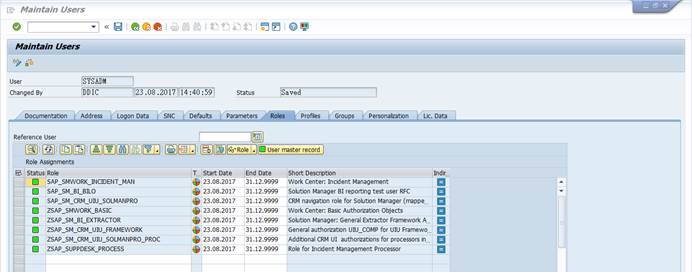 Maintain Users
Maintain Users
User SYSADM
Changed By DDIC 23.08.2017 14:40:59 Status Saved
Documentation Address Logon Data SNC Defaults Parameters Roles Profiles Groups Personalization Lic. Data
Reference User
Role User master record
Role Assignments
Status Role T.. Start Date End Date Short Description Indir...
SAP_SMWORK_INCIDENT_MAN 23.08.2017 31.12.9999 Work Center: Incident Management
SAP_SM_BI_BILO 23.08.2017 31.12.9999 Solution Manager BI reporting test user RFC
SAP_SM_CRM_UIU_SOLMANPRO 23.08.2017 31.12.9999 CRM navigation role for Solution Manager (mappe...
ZSAP_SMWORK_BASIC 23.08.2017 31.12.9999 Work Center: Basic Authorization Objects
ZSAP_SM_BI_EXTRACTOR 23.08.2017 31.12.9999 Solution Manager: General Extractor Framework A...
ZSAP_SM_CRM_UIU_FRAMEWORK 23.08.2017 31.12.9999 General authorization UIU_COMP for UIU Framew...
ZSAP_SM_CRM_UIU_SOLMANPRO_PROC 23.08.2017 31.12.9999 Additional CRM UI authorizations for processors in...
ZSAP_SUPPDESK_PROCESS 23.08.2017 31.12.9999 Role for Incident Management Processor